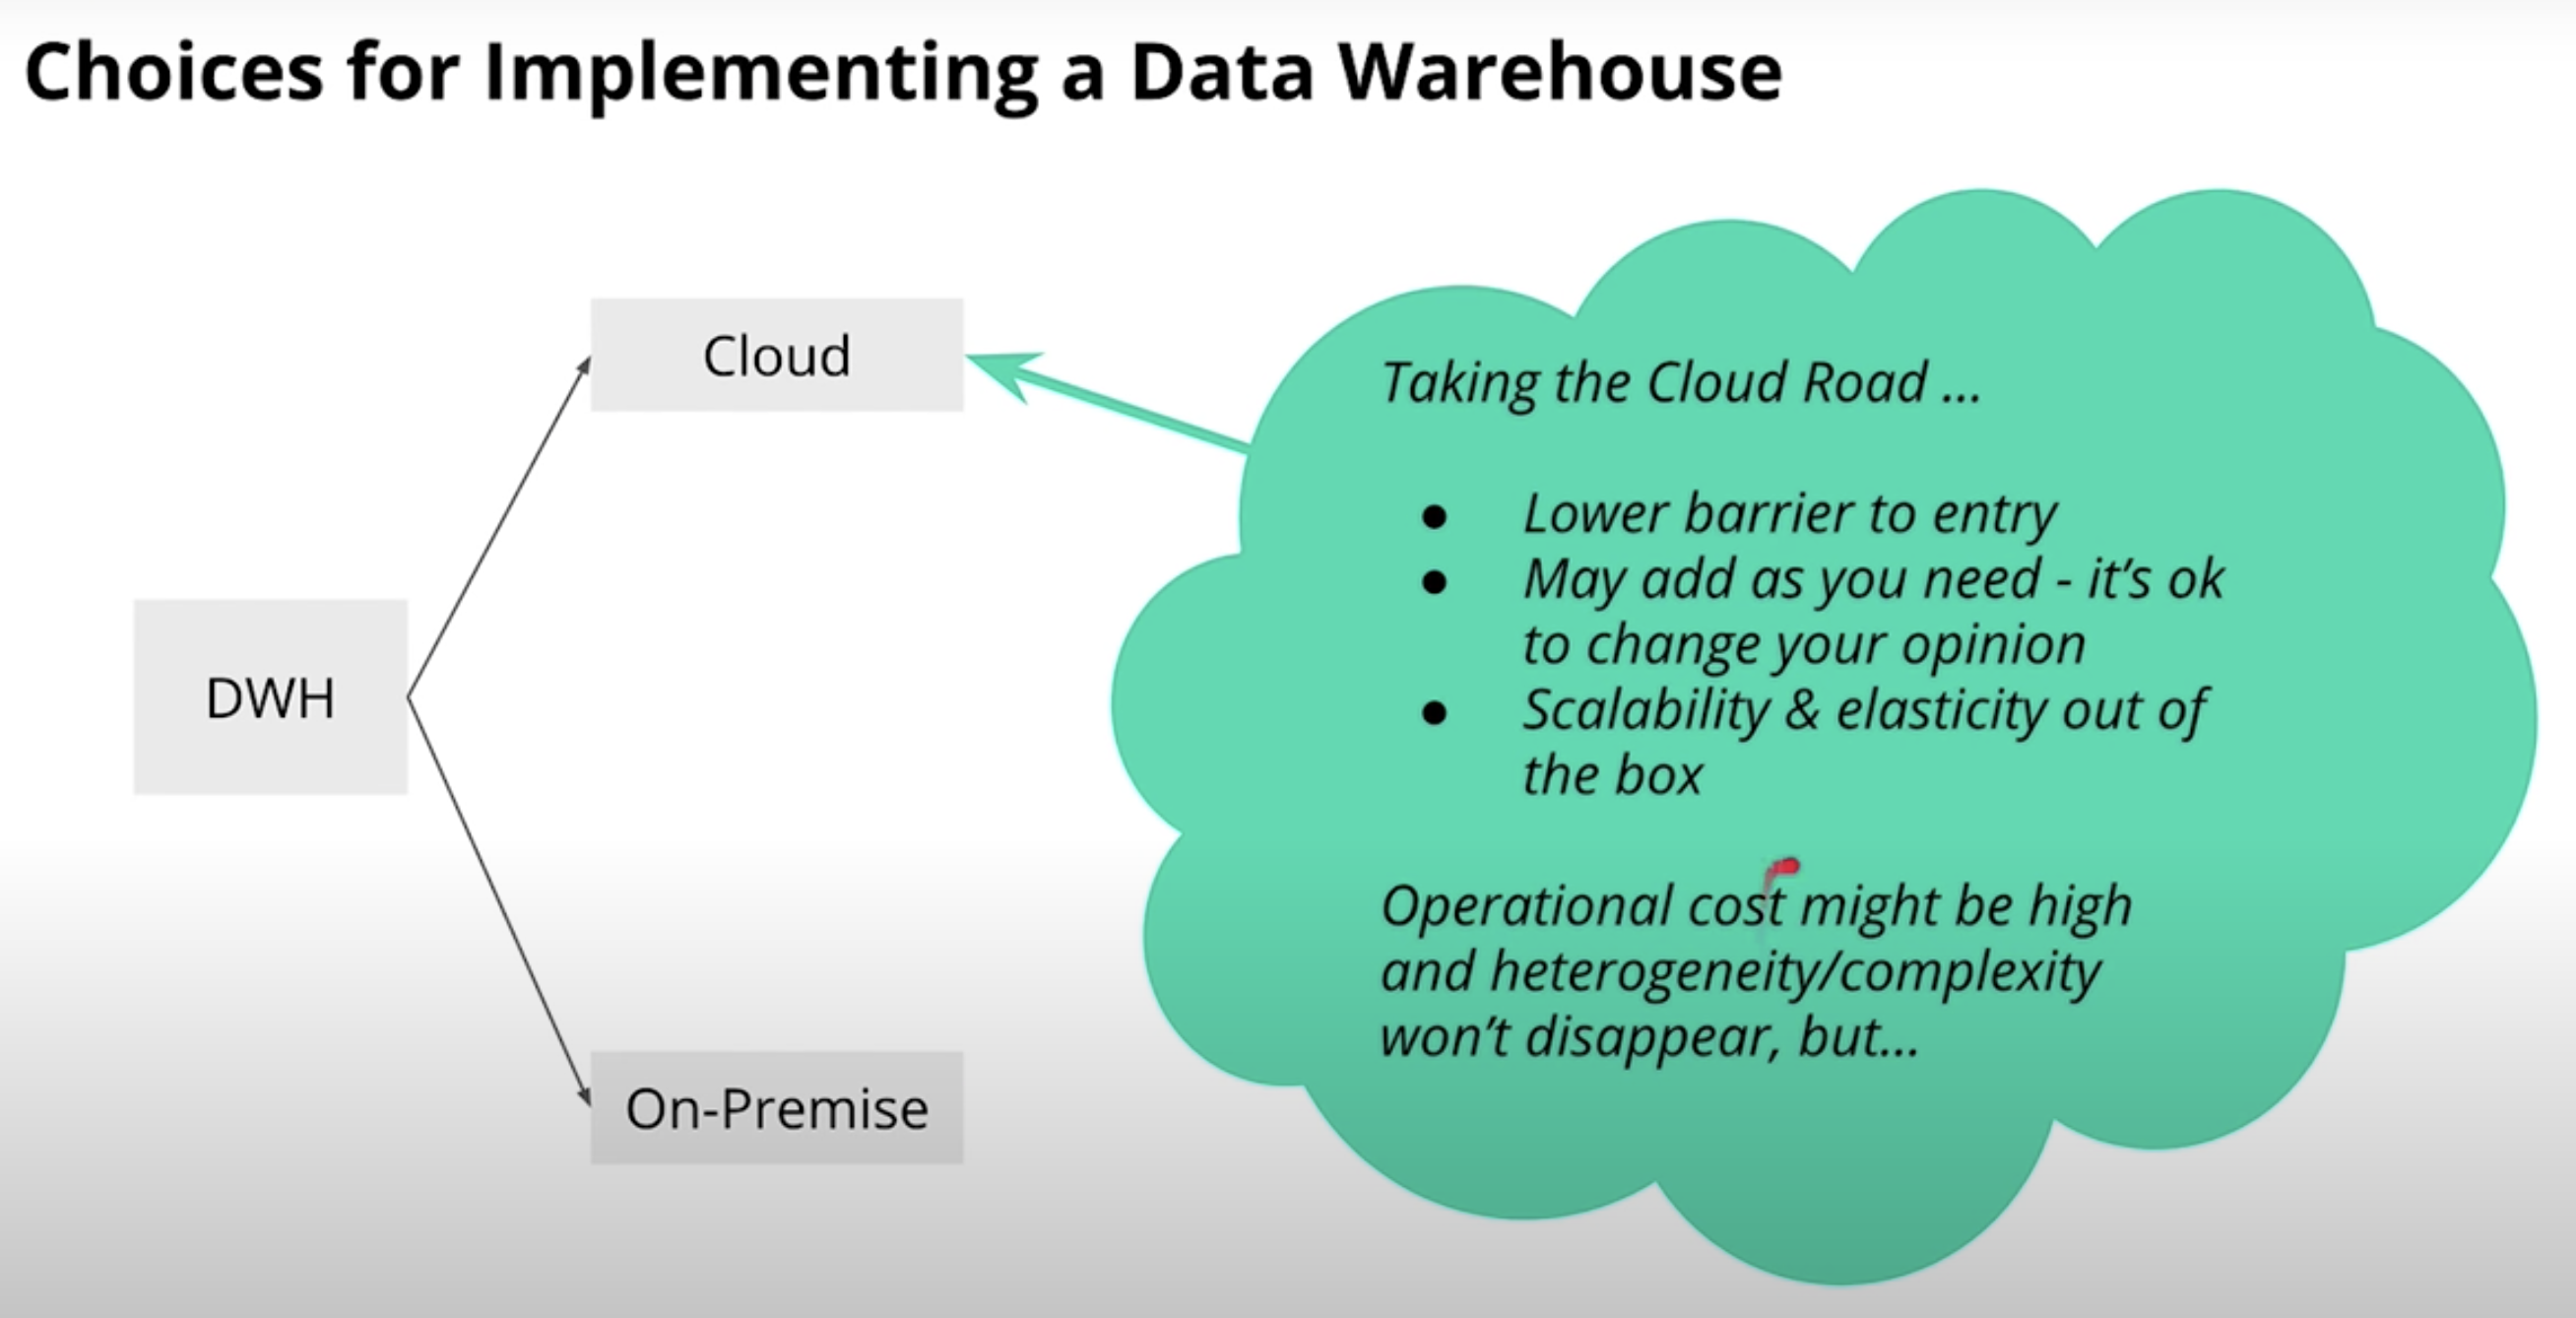 Choices for Implementing a Data Warehouse
Cloud
DWH
On-Premise
Taking the Cloud Road ...
● Lower barrier to entry
● May add as you need - it’s ok
to change your opinion
● Scalability & elasticity out of
the box
Operational cost might be high
and heterogeneity/complexity
won’t disappear, but...